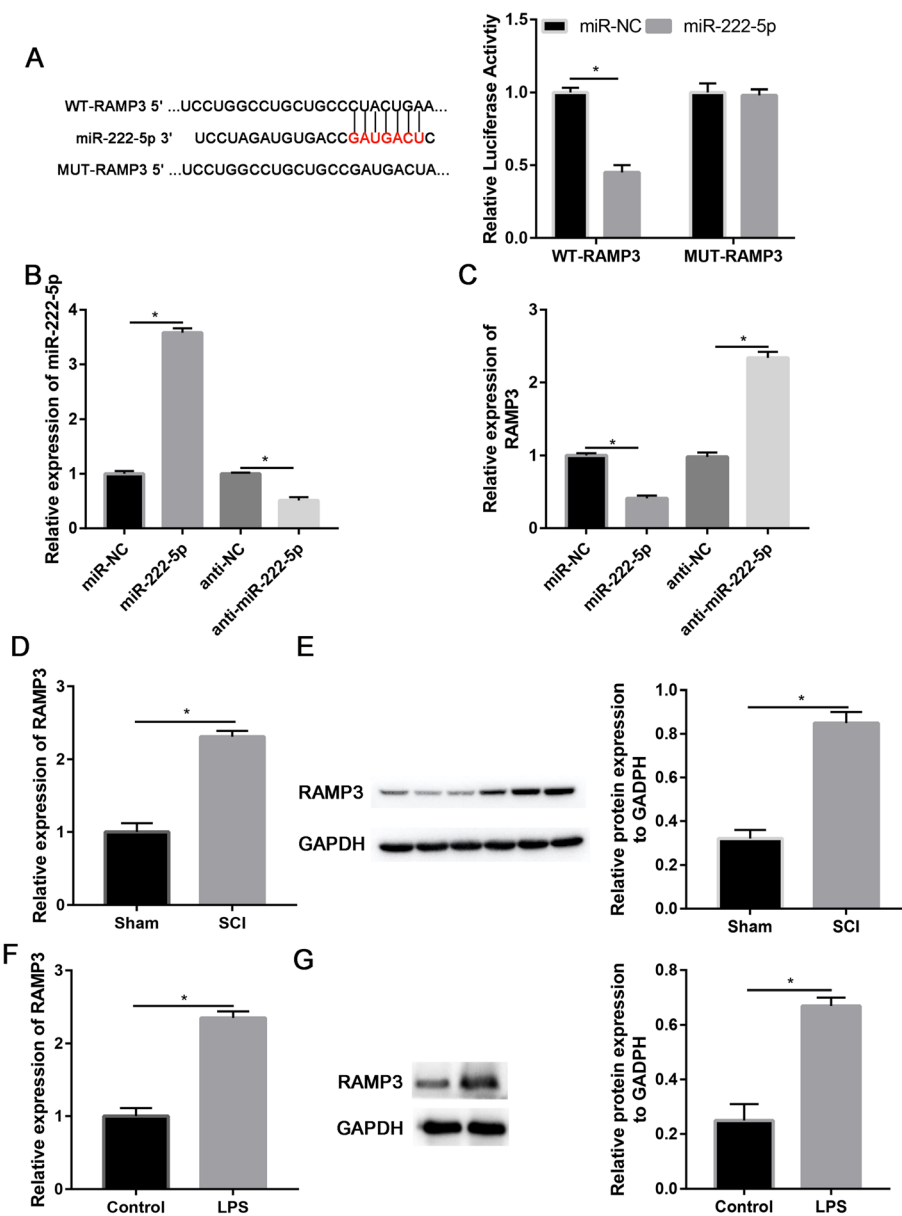 A
WT-RAMP3 5' ...UCCUGGCCUGCUGCCCUACUGAA...
miR-222-5p 3' UCCUAGAUGUGACCGAUGACUC
MUT-RAMP3 5' ...UCCUGGCCUGCUGCCGAUGACUA...
miR-NC miR-222-5p
Relative Luciferase Activtiy
1.5
1.0
0.5
0.0
*
WT-RAMP3 MUT-RAMP3
B
Relative expression of miR-222-5p
4
3
2
1
0
*
*
miR-NC
miR-222-5p
anti-NC
anti-miR-222-5p
C
Relative expression of
RAMP3
3
2
1
0
*
*
miR-NC
miR-222-5p
anti-NC
anti-miR-222-5p
D
Relative expression of RAMP3
3
2
1
0
*
Sham SCI
E
RAMP3
GAPDH
Relative protein expression
to GADPH
1.0
0.8
0.6
0.4
0.2
0.0
*
Sham SCI
F
Relative expression of RAMP3
3
2
1
0
*
Control LPS
G
RAMP3
GAPDH
Relative protein expression
to GADPH
0.8
0.6
0.4
0.2
0.0
*
Control LPS